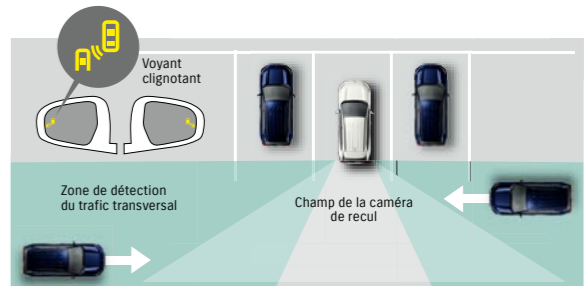 Voyant
clignotant
Zone de détection
du trafic transversal
Champ de la caméra
de recul